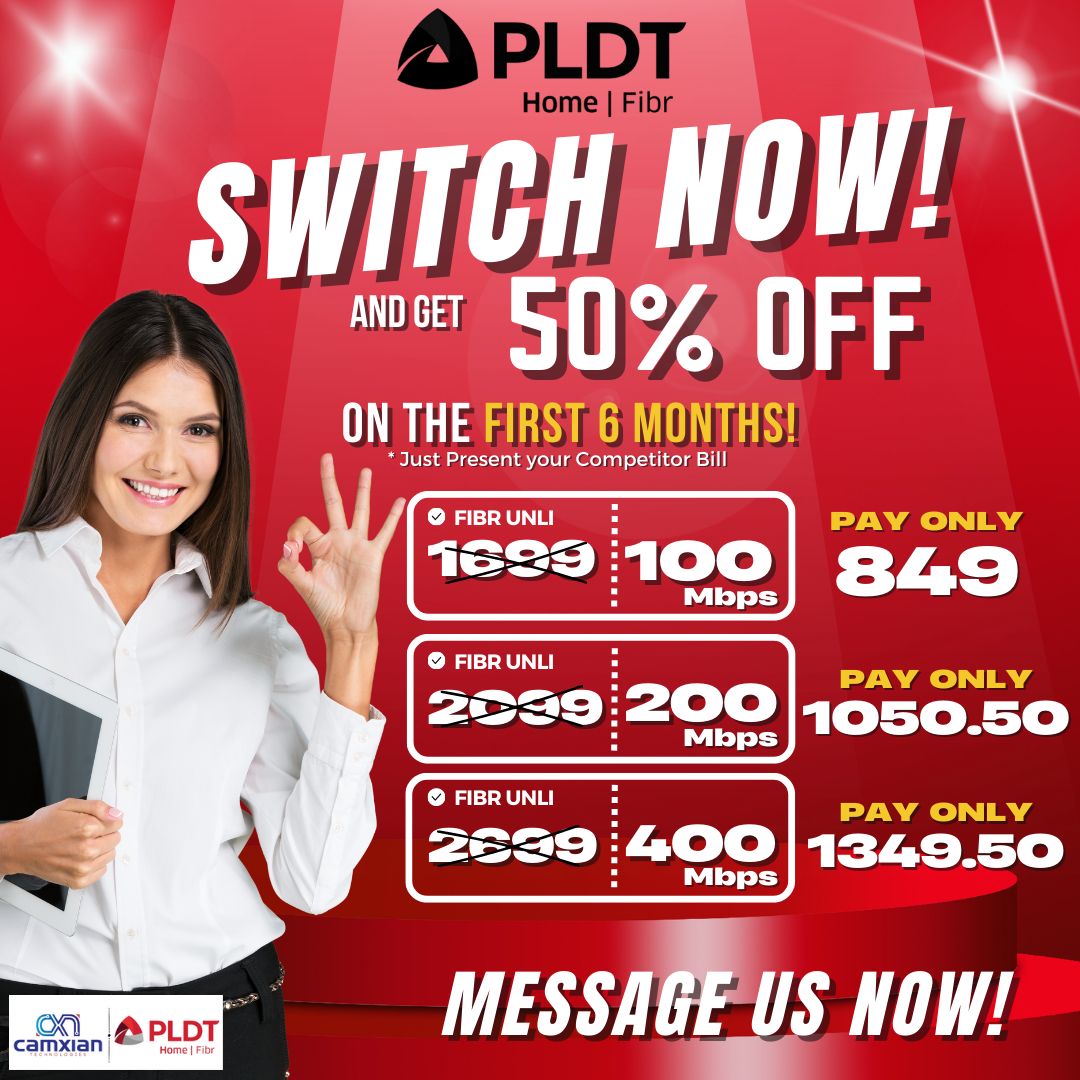 PLDT
Home | Fibr
SWITCH NOW!
AND GET 50% OFF
ON THE FIRST 6 MONTHS!
* Just Present your Competitor Bill
FIBR UNLI
1699 100 Mbps
PAY ONLY
849
FIBR UNLI
2099 200 Mbps
PAY ONLY
1050.50
FIBR UNLI
2699 400 Mbps
PAY ONLY
1349.50
MESSAGE US NOW!
camxian
TECHNOLOGIES
PLDT
Home | Fibr